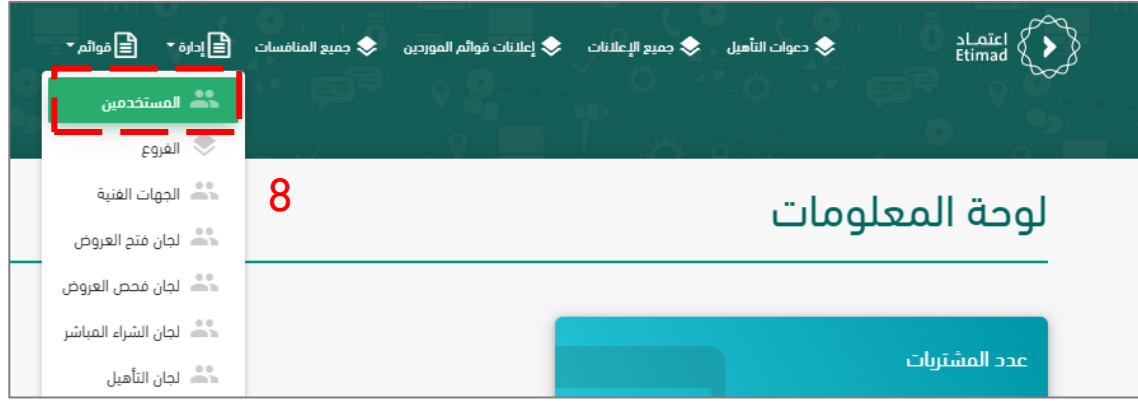 اعتمـاد
Etimad
دعوات التأهيل
جميع الإعلانات
إعلانات قوائم الموردين
جميع المنافسات
إدارة
قوائم
المستخدمين
الفروع
الجهات الفنية
لجان فتح العروض
لجان فحص العروض
لجان الشراء المباشر
لجان التأهيل
8
لوحة المعلومات
عدد المشتريات